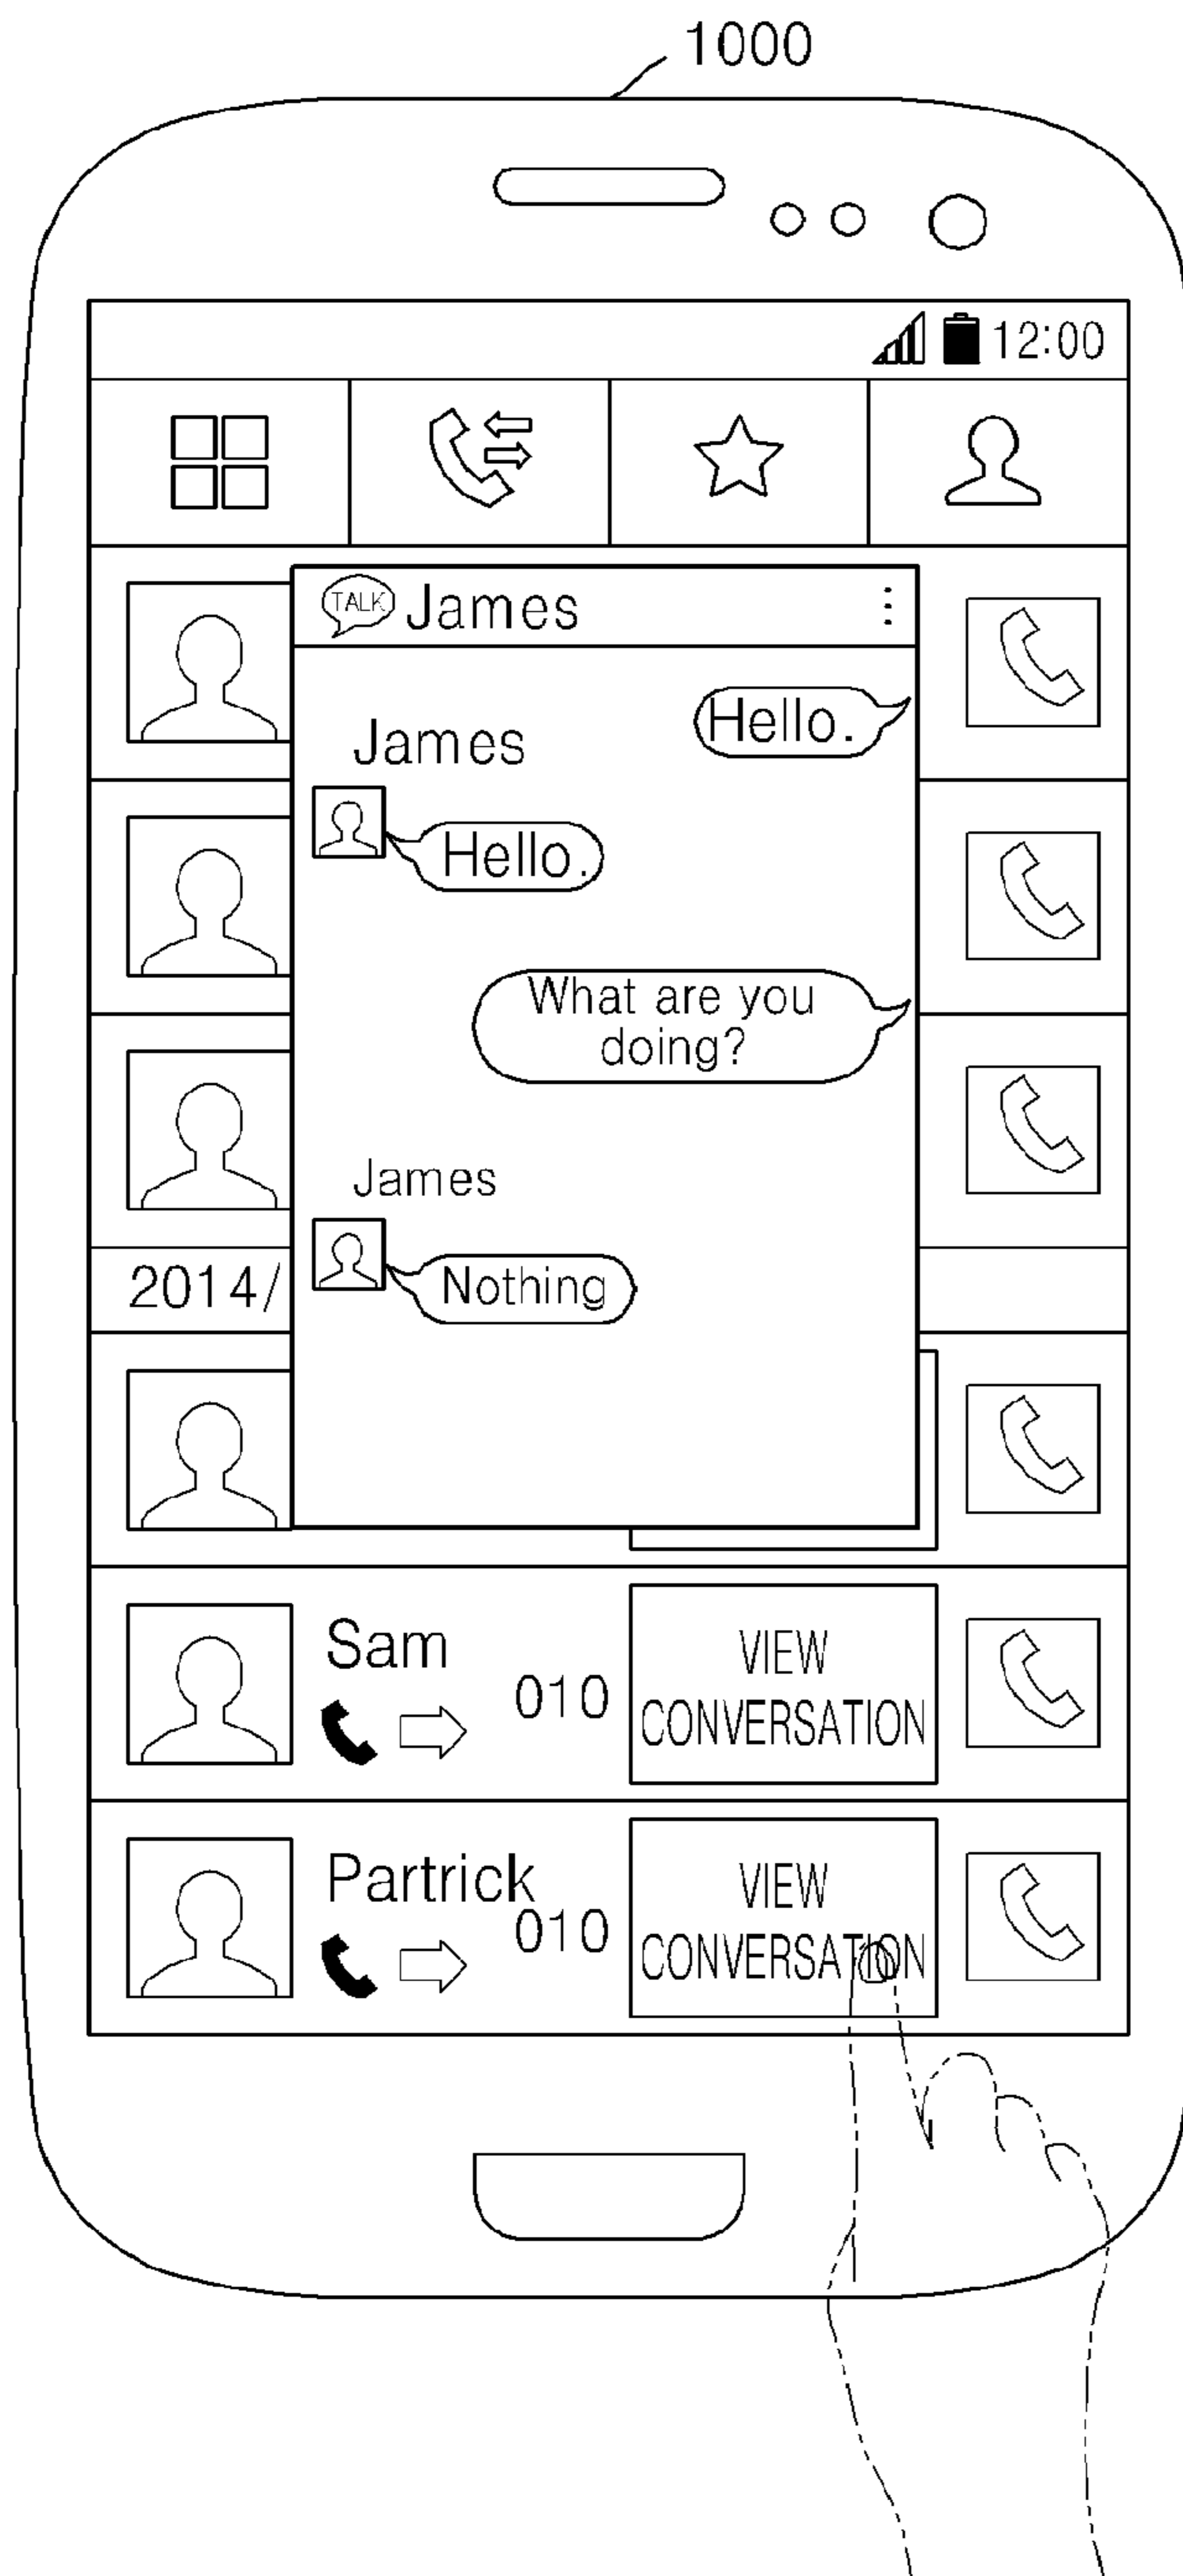 1000
12:00
TALK James
Hello.
James
Hello.
What are you
doing?
James
Nothing
2014/
Sam
010
VIEW
CONVERSATION
Partrick
010
VIEW
CONVERSATION